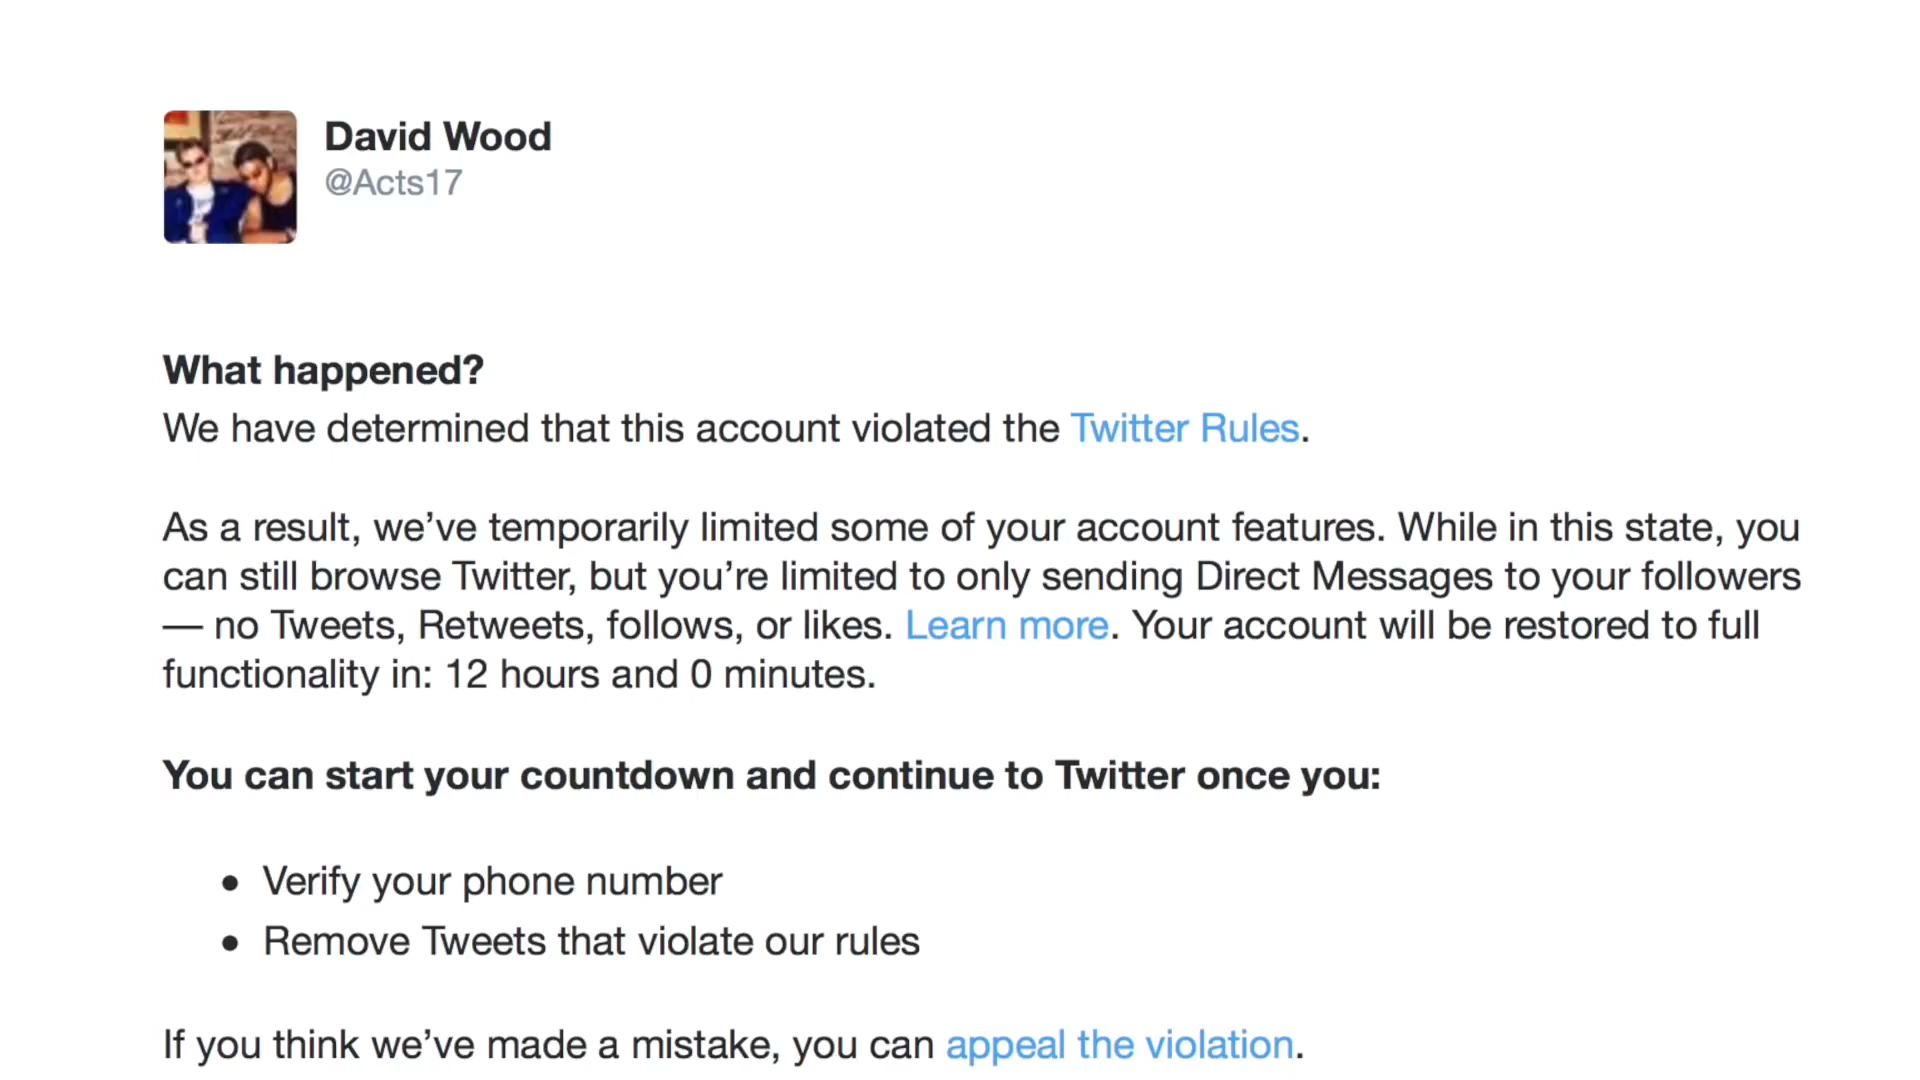 David Wood
@Acts17
What happened?
We have determined that this account violated the Twitter Rules.
As a result, we’ve temporarily limited some of your account features. While in this state, you
can still browse Twitter, but you’re limited to only sending Direct Messages to your followers
— no Tweets, Retweets, follows, or likes. Learn more. Your account will be restored to full
functionality in: 12 hours and 0 minutes.
You can start your countdown and continue to Twitter once you:
• Verify your phone number
• Remove Tweets that violate our rules
If you think we’ve made a mistake, you can appeal the violation.